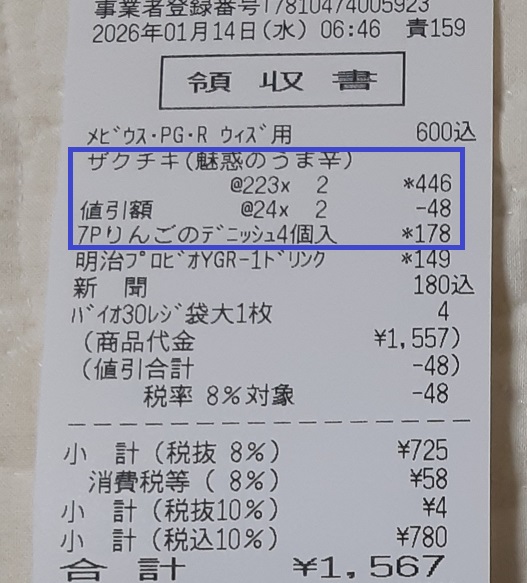 事業者登録番号T7810474005923
2026年01月14日(水) 06:46 責159
領収書
メビウス・PG・R ウィズ用 600込
ザクチキ(魅惑のうま辛)
@223× 2 *446
値引額 @24× 2 -48
7Pりんごのデニッシュ4個入 *178
明治プロビオYGR-1ドリンク *149
新 聞 180込
バイオ30レジ袋大1枚 4
(商品代金 ¥1,557)
(値引合計 -48)
税率 8%対象 -48
小 計(税抜 8%) ¥725
消費税等( 8%) ¥58
小 計(税抜10%) ¥4
小 計(税込10%) ¥780
合 計 ¥1,567